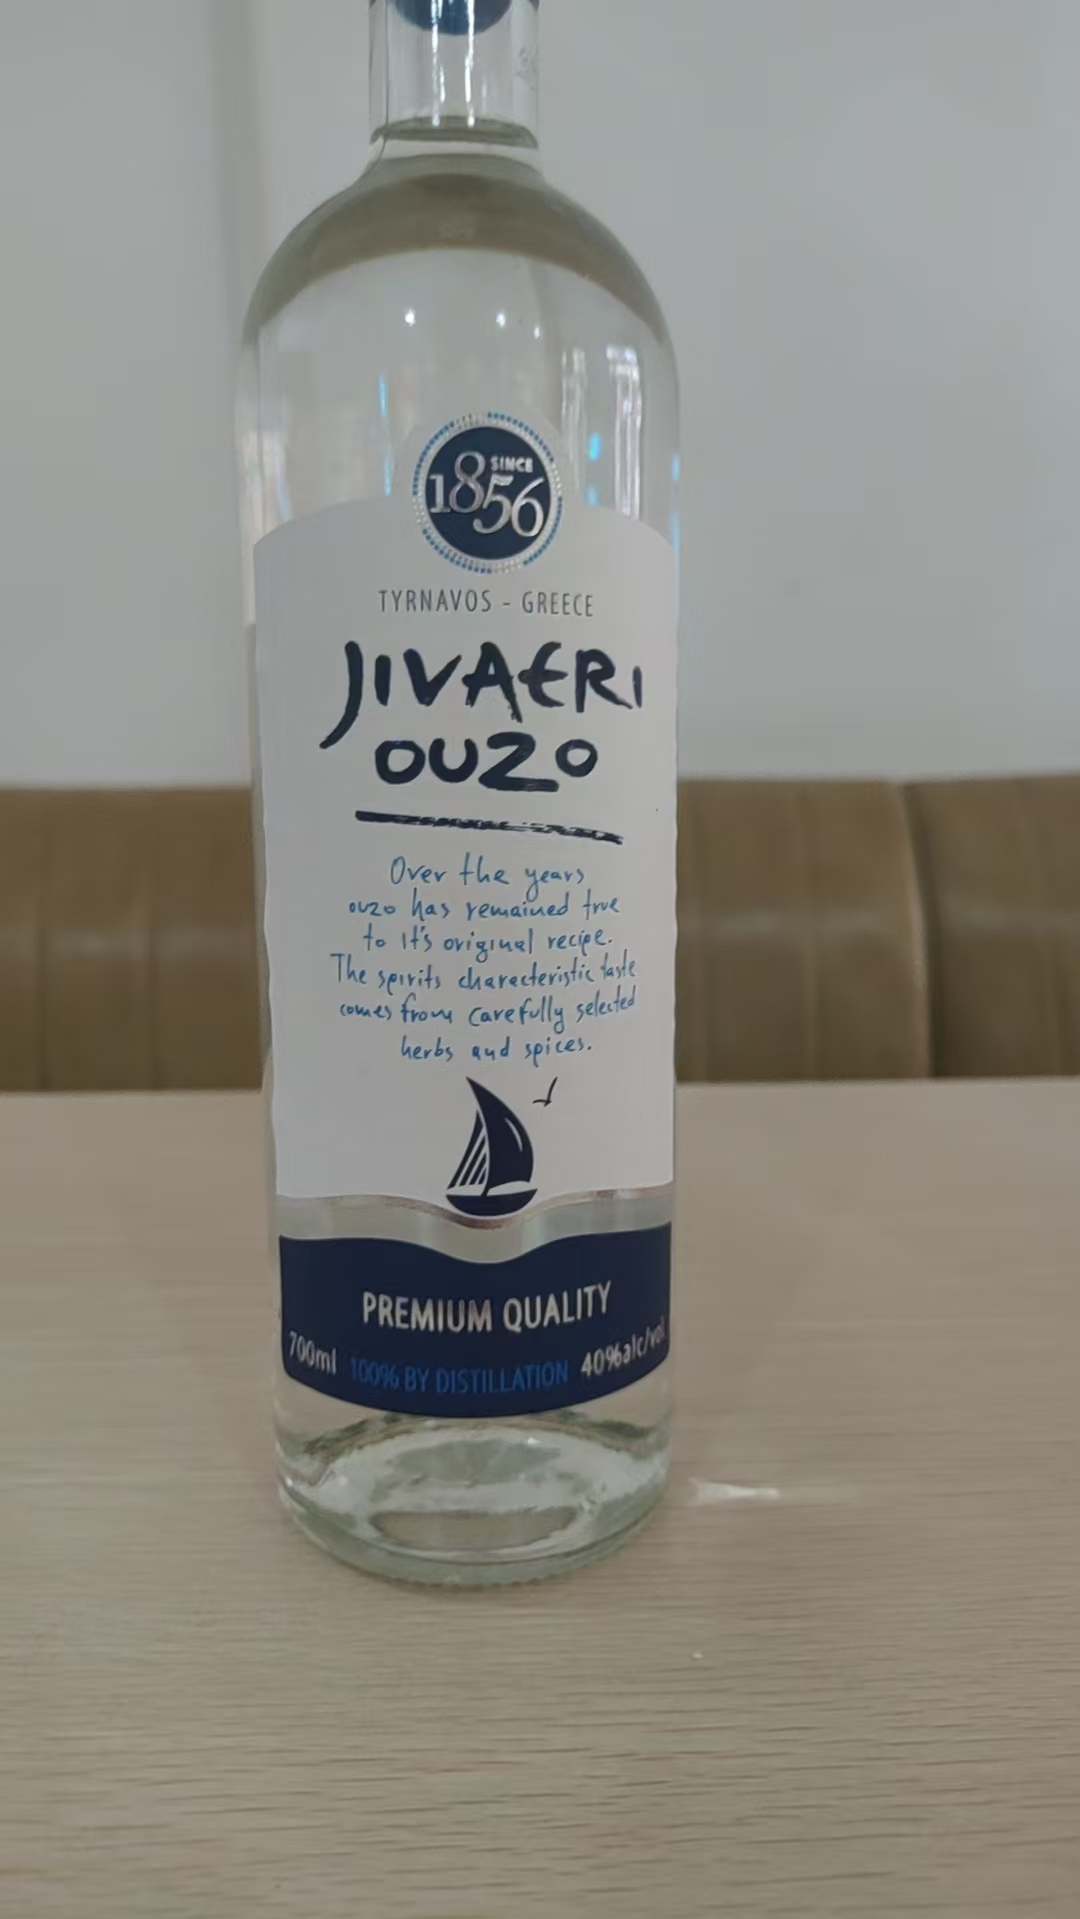 SINCE
1856
TYRNAVOS - GREECE
JIVAERI
OUZO
Over the years
ouzo has remained true
to it's original recipe.
The spirits characteristic taste
comes from carefully selected
herbs and spices.
PREMIUM QUALITY
700ml 100% BY DISTILLATION 40%alc/vol